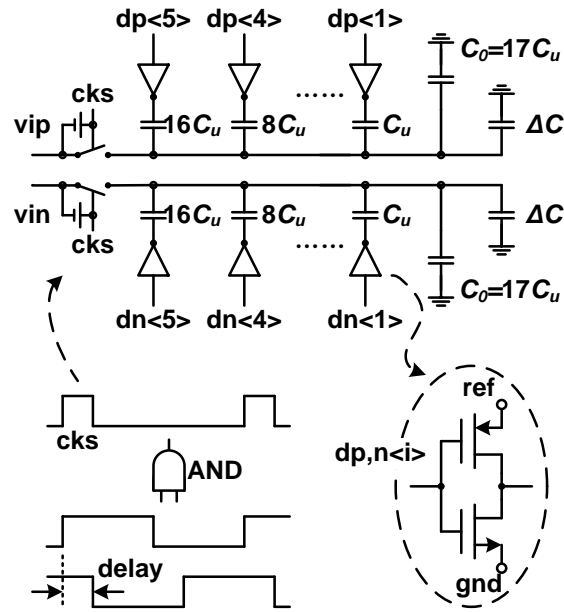 dp<5> dp<4> dp<1>
C₀=17Cᵤ
cks
vip
16Cᵤ 8Cᵤ ...... Cᵤ ΔC
vin
cks
16Cᵤ 8Cᵤ ...... Cᵤ ΔC
C₀=17Cᵤ
dn<5> dn<4> dn<1>
cks
AND
delay
ref
dp,n<i>
gnd